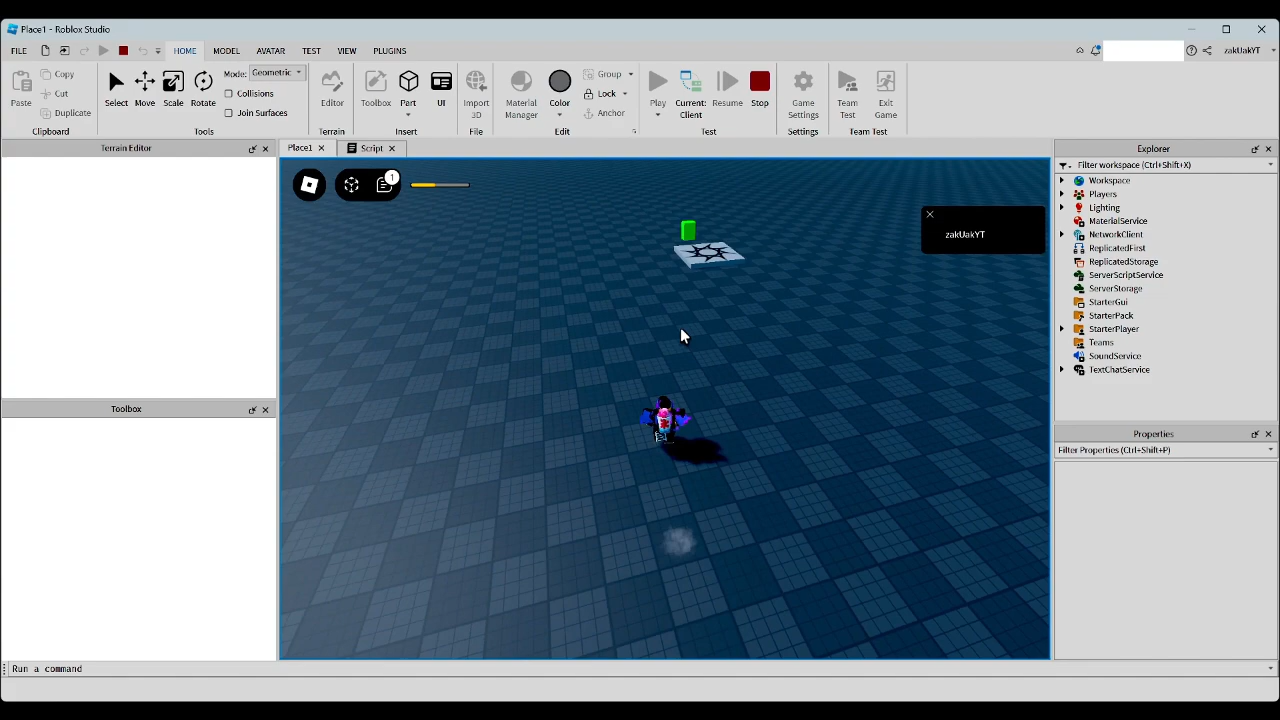 Place1 - Roblox Studio
FILE HOME MODEL AVATAR TEST VIEW PLUGINS zakUakYT
Paste Copy Cut Duplicate Clipboard
Select Move Scale Rotate Mode: Geometric Collisions Join Surfaces Tools
Editor Terrain
Toolbox Part UI Insert
Import 3D File
Material Manager Color Group Lock Anchor Edit
Play Current: Client Resume Stop Test
Game Settings Settings
Team Test Exit Game Team Test
Terrain Editor
Place1 Script
Explorer
Filter workspace (Ctrl+Shift+X)
Workspace
Players
Lighting
MaterialService
NetworkClient
ReplicatedFirst
ReplicatedStorage
ServerScriptService
ServerStorage
StarterGui
StarterPack
StarterPlayer
Teams
SoundService
TextChatService
1
zakUakYT
Toolbox
Properties
Filter Properties (Ctrl+Shift+P)
Run a command